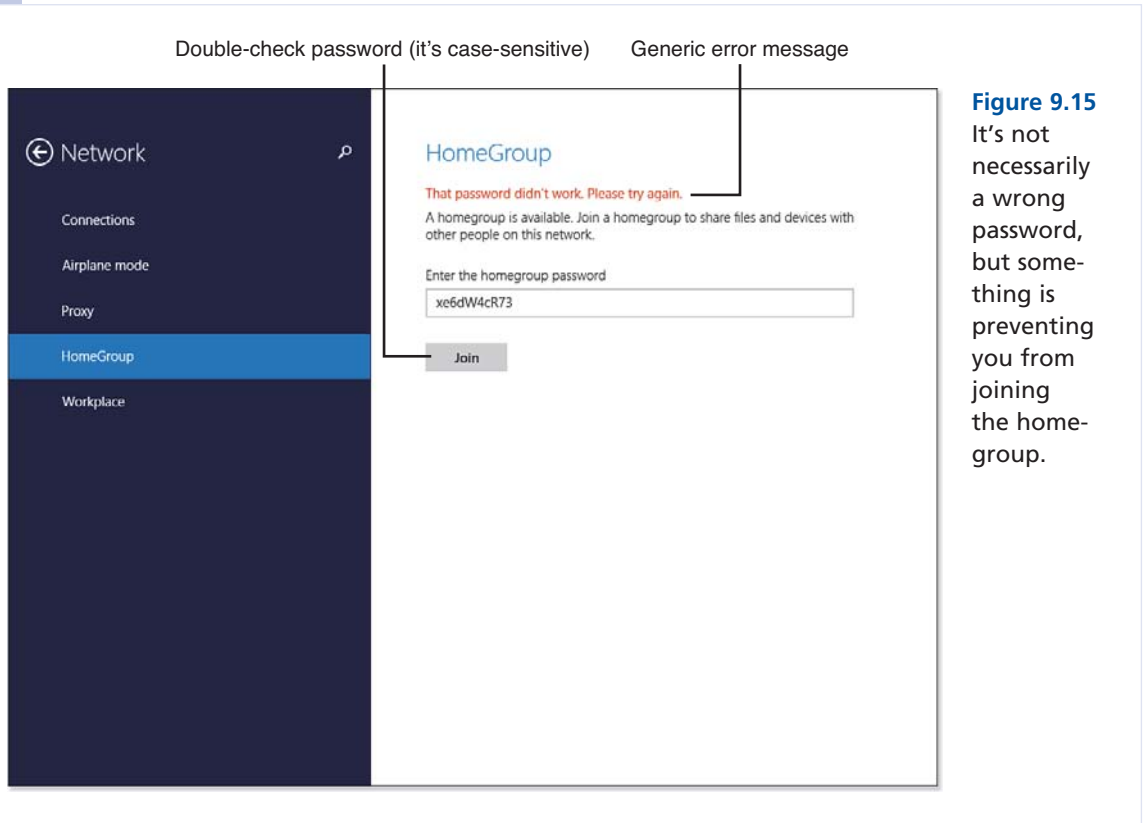 Double-check password (it's case-sensitive)
Generic error message
Network
Connections
Airplane mode
Proxy
HomeGroup
Workplace
HomeGroup
That password didn't work. Please try again.
A homegroup is available. Join a homegroup to share files and devices with
other people on this network.
Enter the homegroup password
xe6dW4cR73
Join
Figure 9.15
It's not
necessarily
a wrong
password,
but some-
thing is
preventing
you from
joining
the home-
group.